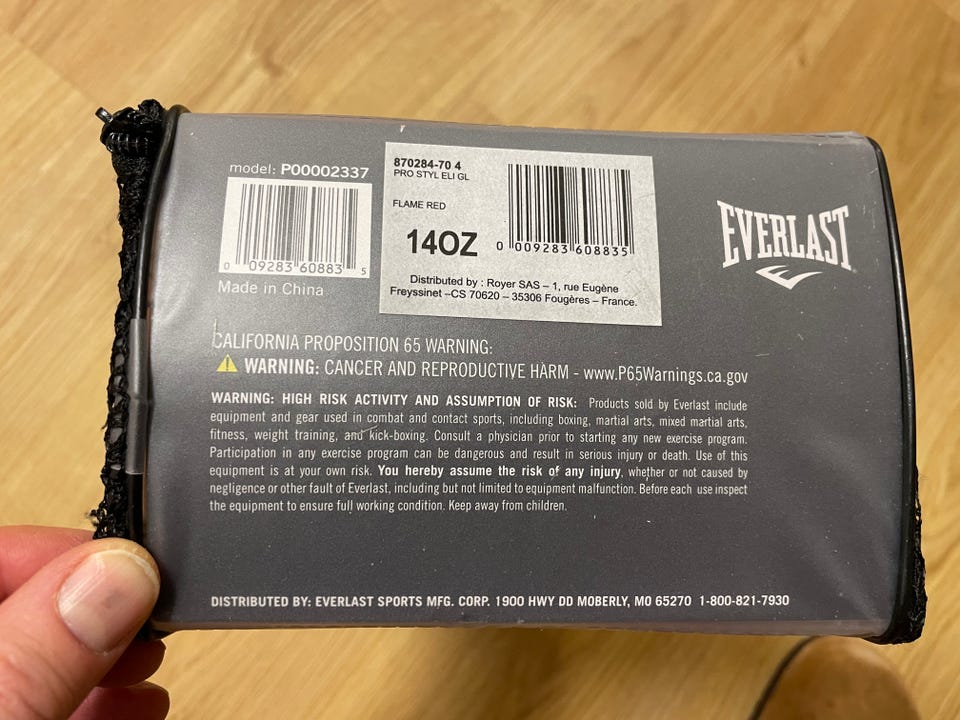 model: P00002337
0 09283 60883 5
Made in China
870284-70 4
PRO STYL ELI GL
FLAME RED
14OZ
0 009283 608835
Distributed by : Royer SAS – 1, rue Eugène
Freyssinet –CS 70620 – 35306 Fougères – France.
EVERLAST
CALIFORNIA PROPOSITION 65 WARNING:
WARNING: CANCER AND REPRODUCTIVE HARM - www.P65Warnings.ca.gov
WARNING: HIGH RISK ACTIVITY AND ASSUMPTION OF RISK: Products sold by Everlast include
equipment and gear used in combat and contact sports, including boxing, martial arts, mixed martial arts,
fitness, weight training, and kick-boxing. Consult a physician prior to starting any new exercise program.
Participation in any exercise program can be dangerous and result in serious injury or death. Use of this
equipment is at your own risk. You hereby assume the risk of any injury, whether or not caused by
negligence or other fault of Everlast, including but not limited to equipment malfunction. Before each use inspect
the equipment to ensure full working condition. Keep away from children.
DISTRIBUTED BY: EVERLAST SPORTS MFG. CORP. 1900 HWY DD MOBERLY, MO 65270 1-800-821-7930